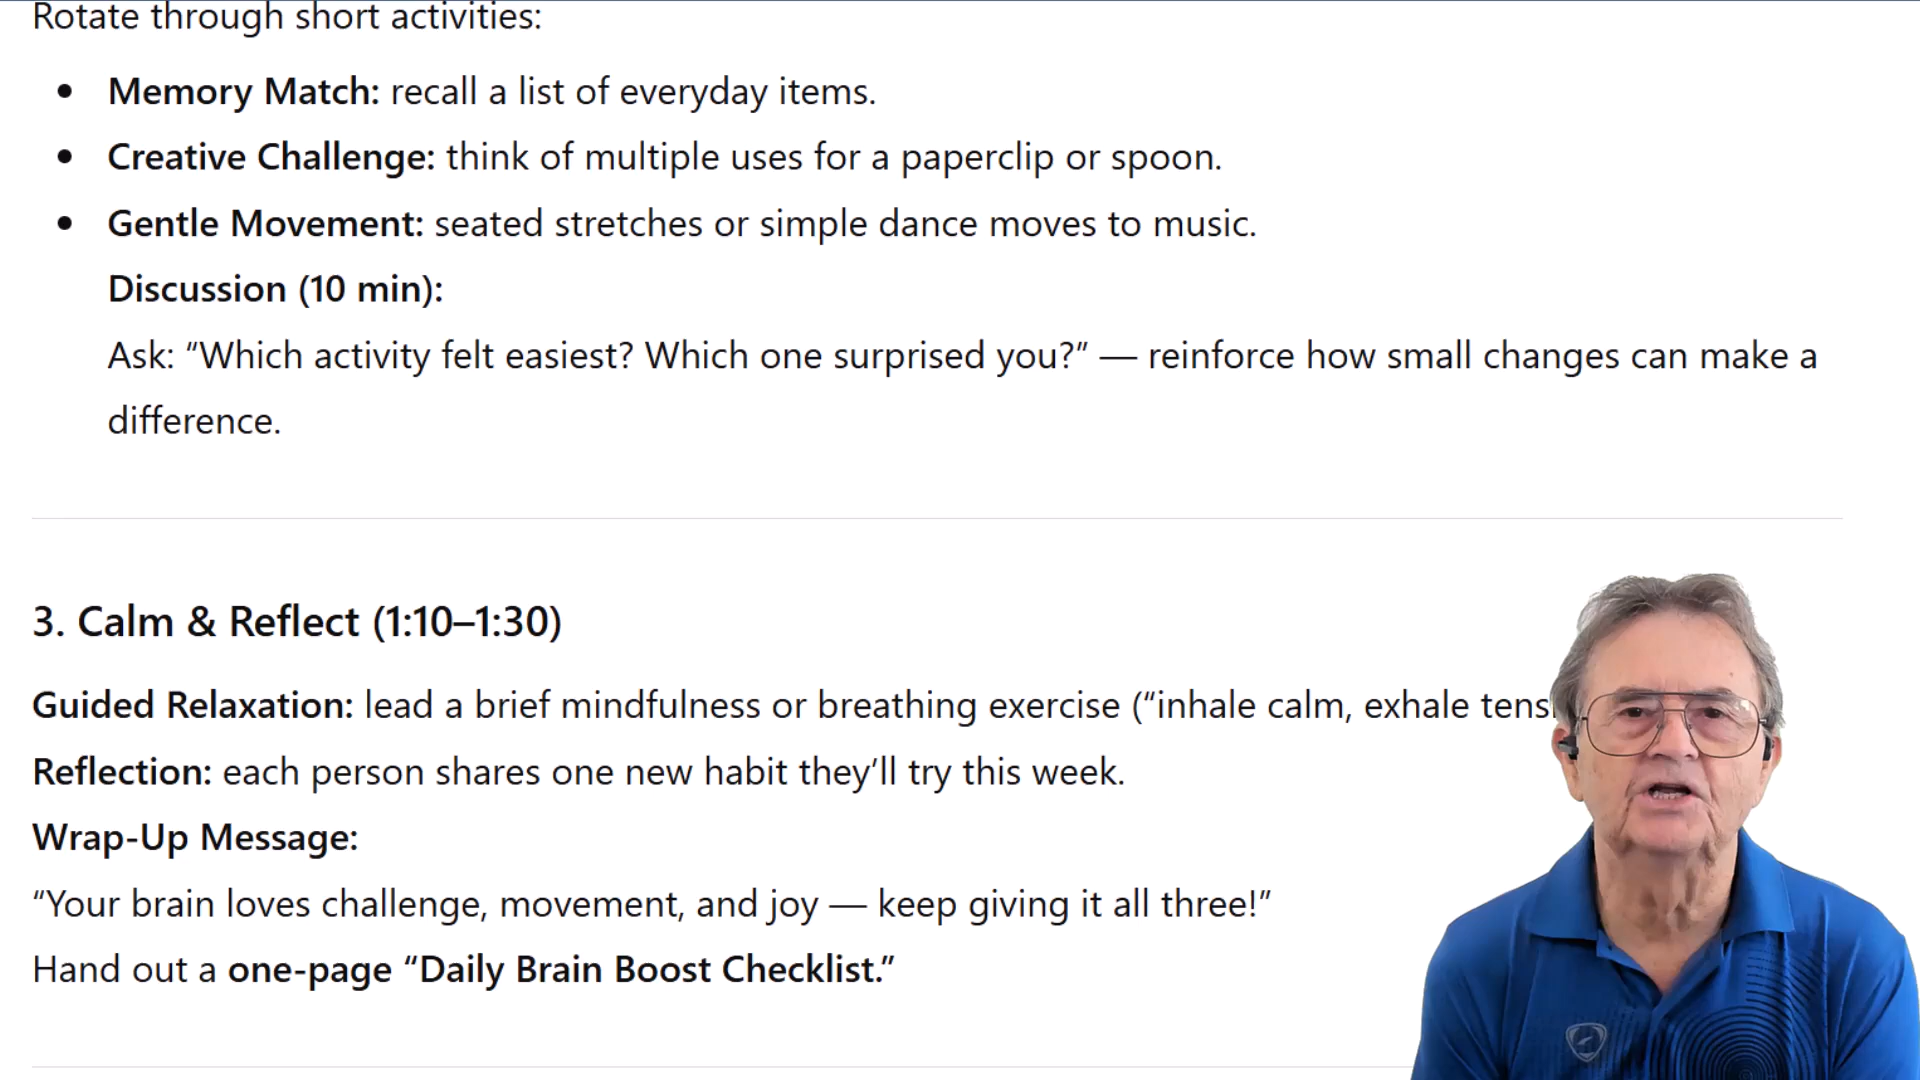 Rotate through short activities:
• Memory Match: recall a list of everyday items.
• Creative Challenge: think of multiple uses for a paperclip or spoon.
• Gentle Movement: seated stretches or simple dance moves to music.
Discussion (10 min):
Ask: “Which activity felt easiest? Which one surprised you?” — reinforce how small changes can make a
difference.
3. Calm & Reflect (1:10–1:30)
Guided Relaxation: lead a brief mindfulness or breathing exercise (“inhale calm, exhale
Reflection: each person shares one new habit they’ll try this week.
Wrap-Up Message:
“Your brain loves challenge, movement, and joy — keep giving it all three!”
Hand out a one-page “Daily Brain Boost Checklist.”